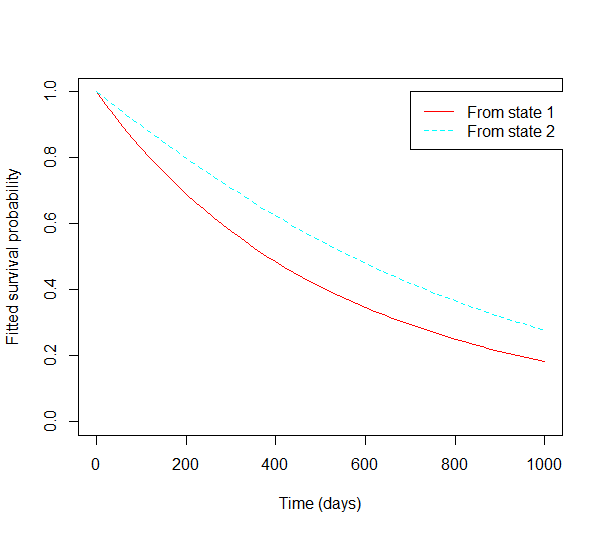 From state 1
From state 2
Fitted survival probability
1.0
0.8
0.6
0.4
0.2
0.0
0 200 400 600 800 1000
Time (days)